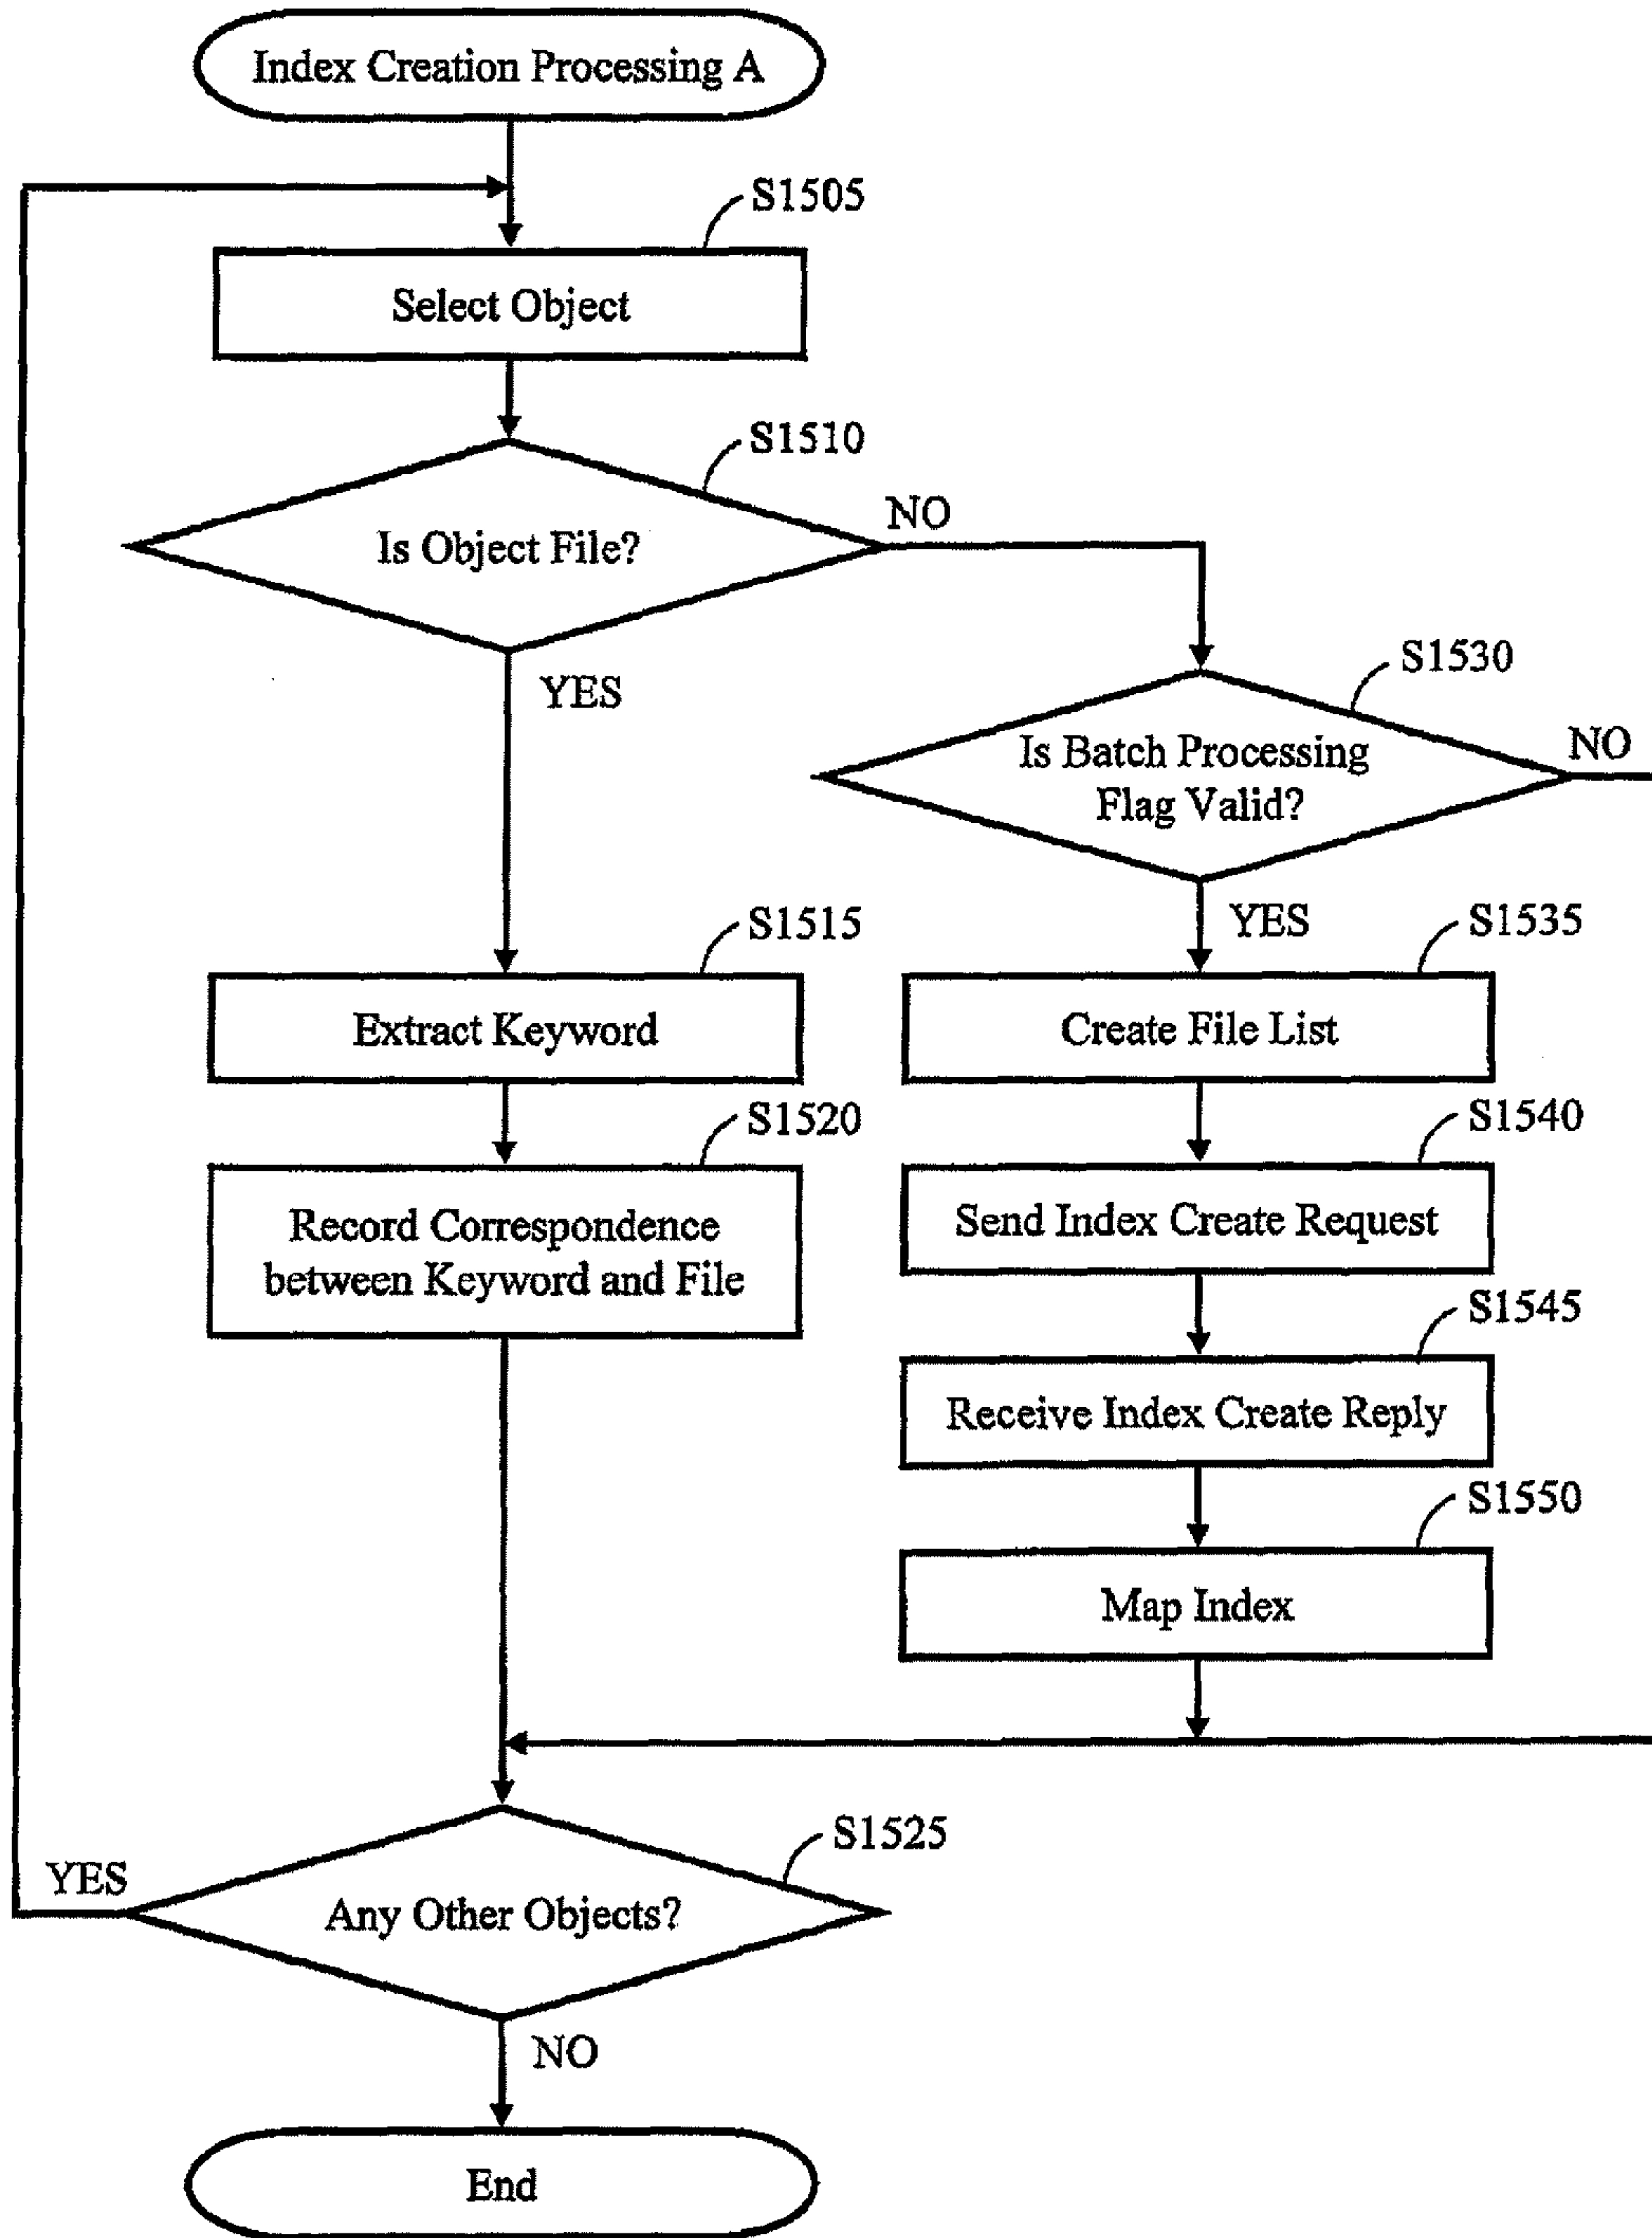 Index Creation Processing A
S1505
Select Object
S1510
Is Object File?
NO
YES
S1530
Is Batch Processing
Flag Valid?
NO
YES
S1515
Extract Keyword
S1535
Create File List
S1520
Record Correspondence
between Keyword and File
S1540
Send Index Create Request
S1545
Receive Index Create Reply
S1550
Map Index
S1525
Any Other Objects?
YES
NO
End